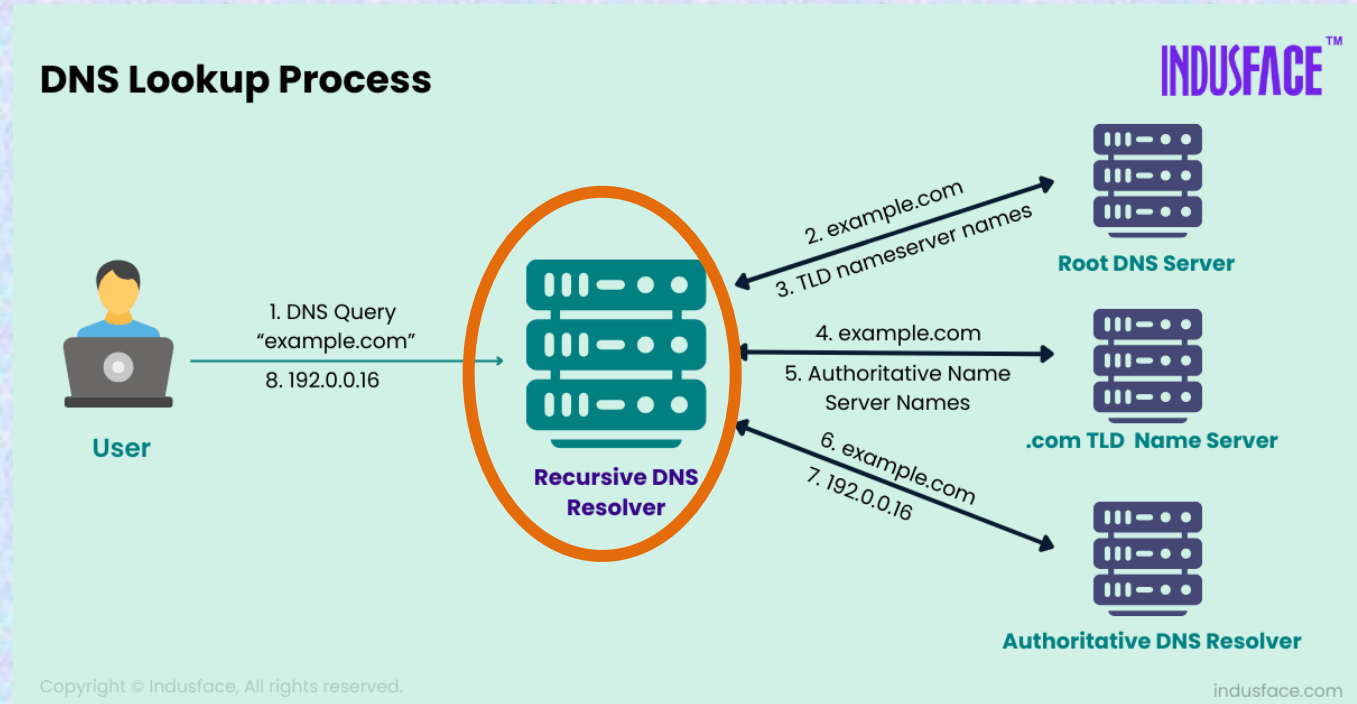 DNS Lookup Process
INDUSFACE™
1. DNS Query
“example.com”
8. 192.0.0.16
User
Recursive DNS
Resolver
2. example.com
3. TLD nameserver names
Root DNS Server
4. example.com
5. Authoritative Name
Server Names
.com TLD Name Server
6. example.com
7. 192.0.0.16
Authoritative DNS Resolver
Copyright © Indusface, All rights reserved.
indusface.com